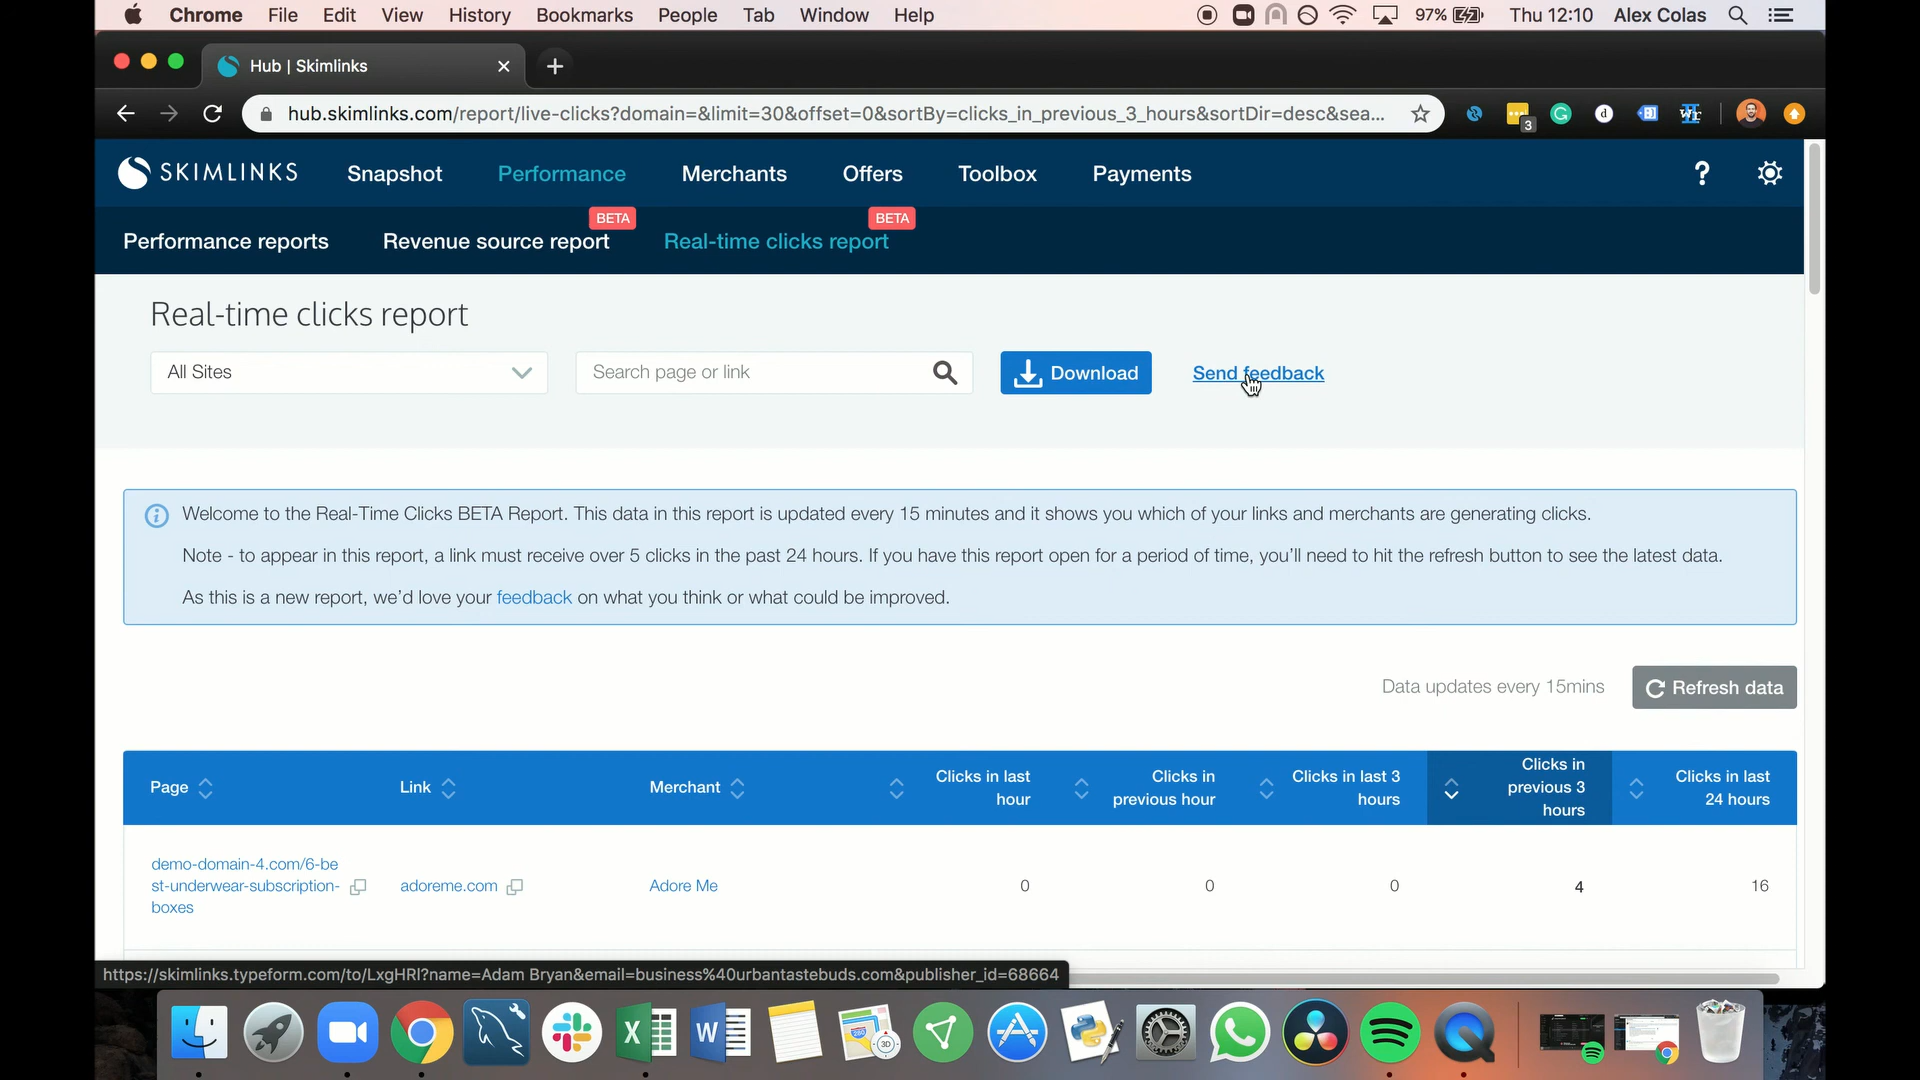 Chrome File Edit View History Bookmarks People Tab Window Help 97% Thu 12:10 Alex Colas
Hub | Skimlinks
hub.skimlinks.com/report/live-clicks?domain=&limit=30&offset=0&sortBy=clicks_in_previous_3_hours&sortDir=desc&sea...
3
SKIMLINKS Snapshot Performance Merchants Offers Toolbox Payments ?
BETA BETA
Performance reports Revenue source report Real-time clicks report
Real-time clicks report
All Sites Search page or link Download Send feedback
Welcome to the Real-Time Clicks BETA Report. This data in this report is updated every 15 minutes and it shows you which of your links and merchants are generating clicks.
Note - to appear in this report, a link must receive over 5 clicks in the past 24 hours. If you have this report open for a period of time, you'll need to hit the refresh button to see the latest data.
As this is a new report, we'd love your feedback on what you think or what could be improved.
Data updates every 15mins Refresh data
Page Link Merchant
Clicks in last
hour
Clicks in
previous hour
Clicks in last 3
hours
Clicks in
previous 3
hours
Clicks in last
24 hours
demo-domain-4.com/6-be
st-underwear-subscription-
boxes
adoreme.com Adore Me 0 0 0 4 16
https://skimlinks.typeform.com/to/LxgHRI?name=Adam Bryan&email=business%40urbantastebuds.com&publisher_id=68664